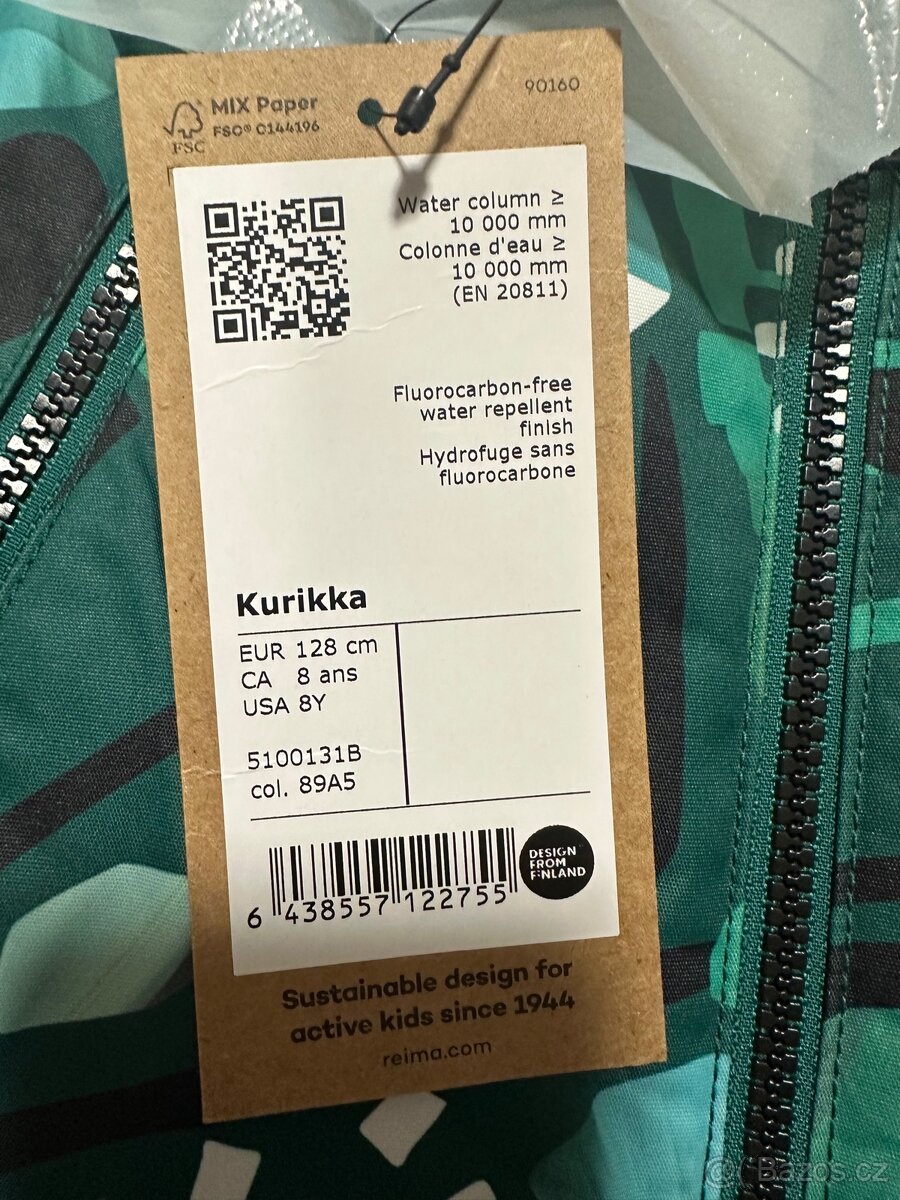 MIX Paper
FSC® C144196
FSC
90160
Water column ≥
10 000 mm
Colonne d'eau ≥
10 000 mm
(EN 20811)
Fluorocarbon-free
water repellent
finish
Hydrofuge sans
fluorocarbone
Kurikka
EUR 128 cm
CA 8 ans
USA 8Y
5100131B
col. 89A5
6 438557 122755
DESIGN
FROM
FINLAND
Sustainable design for
active kids since 1944
reima.com
@ Bazos.cz